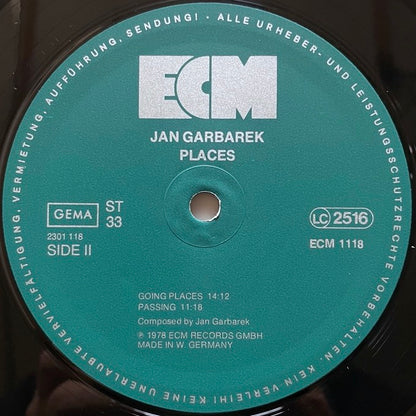 ECM
JAN GARBAREK
PLACES
GEMA
ST
33
2301 118
SIDE II
LC 2516
ECM 1118
GOING PLACES 14:12
PASSING 11:18
Composed by Jan Garbarek
℗ 1978 ECM RECORDS GMBH
MADE IN W. GERMANY
ALLE URHEBER- UND LEISTUNGSSCHUTZRECHTE VORBEHALTEN. KEIN VERLEIH! KEINE UNERLAUBTE VERVIELFÄLTIGUNG, VERMIETUNG, AUFFÜHRUNG, SENDUNG! ·